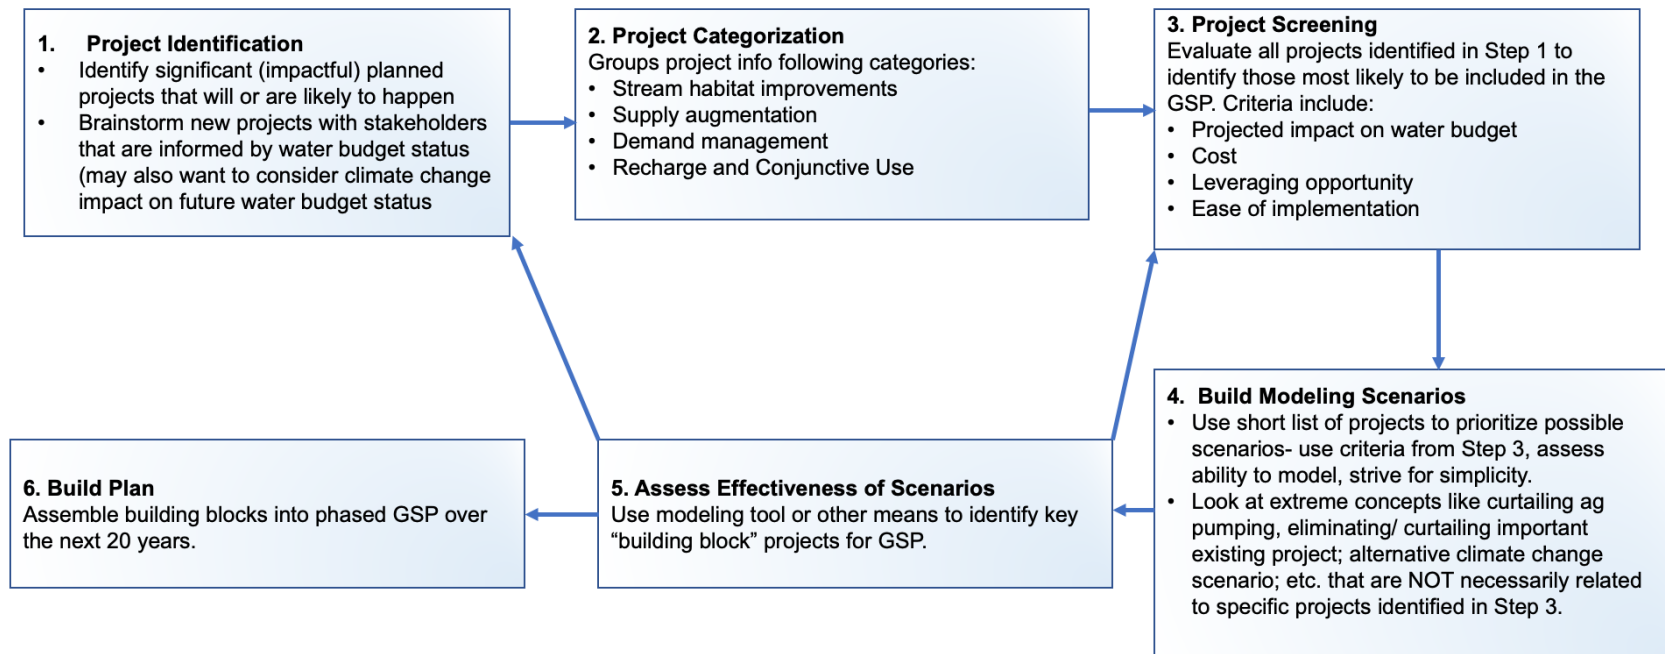 1. Project Identification
• Identify significant (impactful) planned
projects that will or are likely to happen
• Brainstorm new projects with stakeholders
that are informed by water budget status
(may also want to consider climate change
impact on future water budget status
2. Project Categorization
Groups project info following categories:
• Stream habitat improvements
• Supply augmentation
• Demand management
• Recharge and Conjunctive Use
3. Project Screening
Evaluate all projects identified in Step 1 to
identify those most likely to be included in the
GSP. Criteria include:
• Projected impact on water budget
• Cost
• Leveraging opportunity
• Ease of implementation
4. Build Modeling Scenarios
• Use short list of projects to prioritize possible
scenarios- use criteria from Step 3, assess
ability to model, strive for simplicity.
• Look at extreme concepts like curtailing ag
pumping, eliminating/ curtailing important
existing project; alternative climate change
scenario; etc. that are NOT necessarily related
to specific projects identified in Step 3.
5. Assess Effectiveness of Scenarios
Use modeling tool or other means to identify key
“building block” projects for GSP.
6. Build Plan
Assemble building blocks into phased GSP over
the next 20 years.